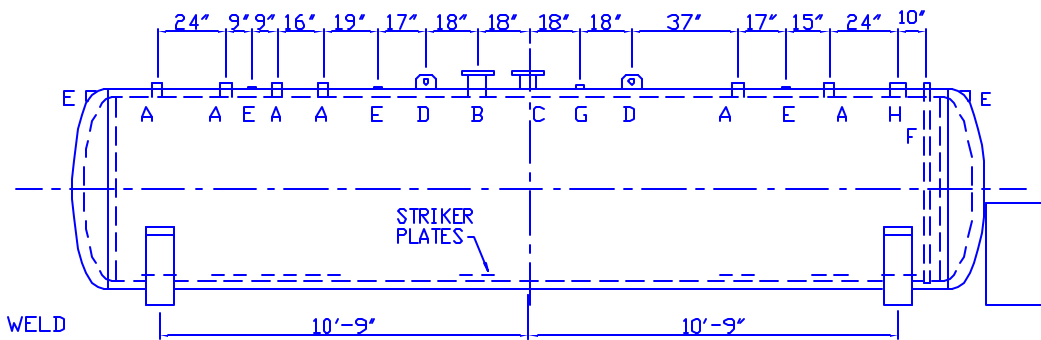 24" 9" 9" 16" 19" 17" 18" 18" 18" 18" 37" 17" 15" 24" 10"
E E
A A E A A E D B C G D A E A H
F
STRIKER
PLATES
WELD
10'-9" 10'-9"